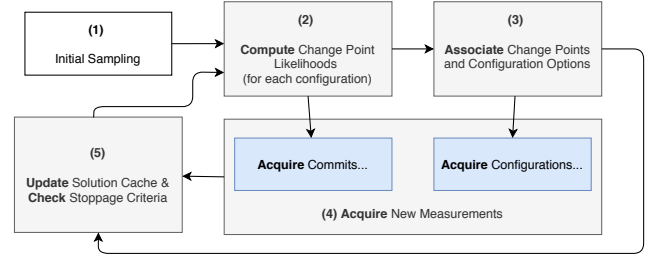 (1)
Initial Sampling
(2)
Compute Change Point
Likelihoods
(for each configuration)
(3)
Associate Change Points
and Configuration Options
Acquire Commits...
Acquire Configurations...
(4) Acquire New Measurements
(5)
Update Solution Cache &
Check Stoppage Criteria